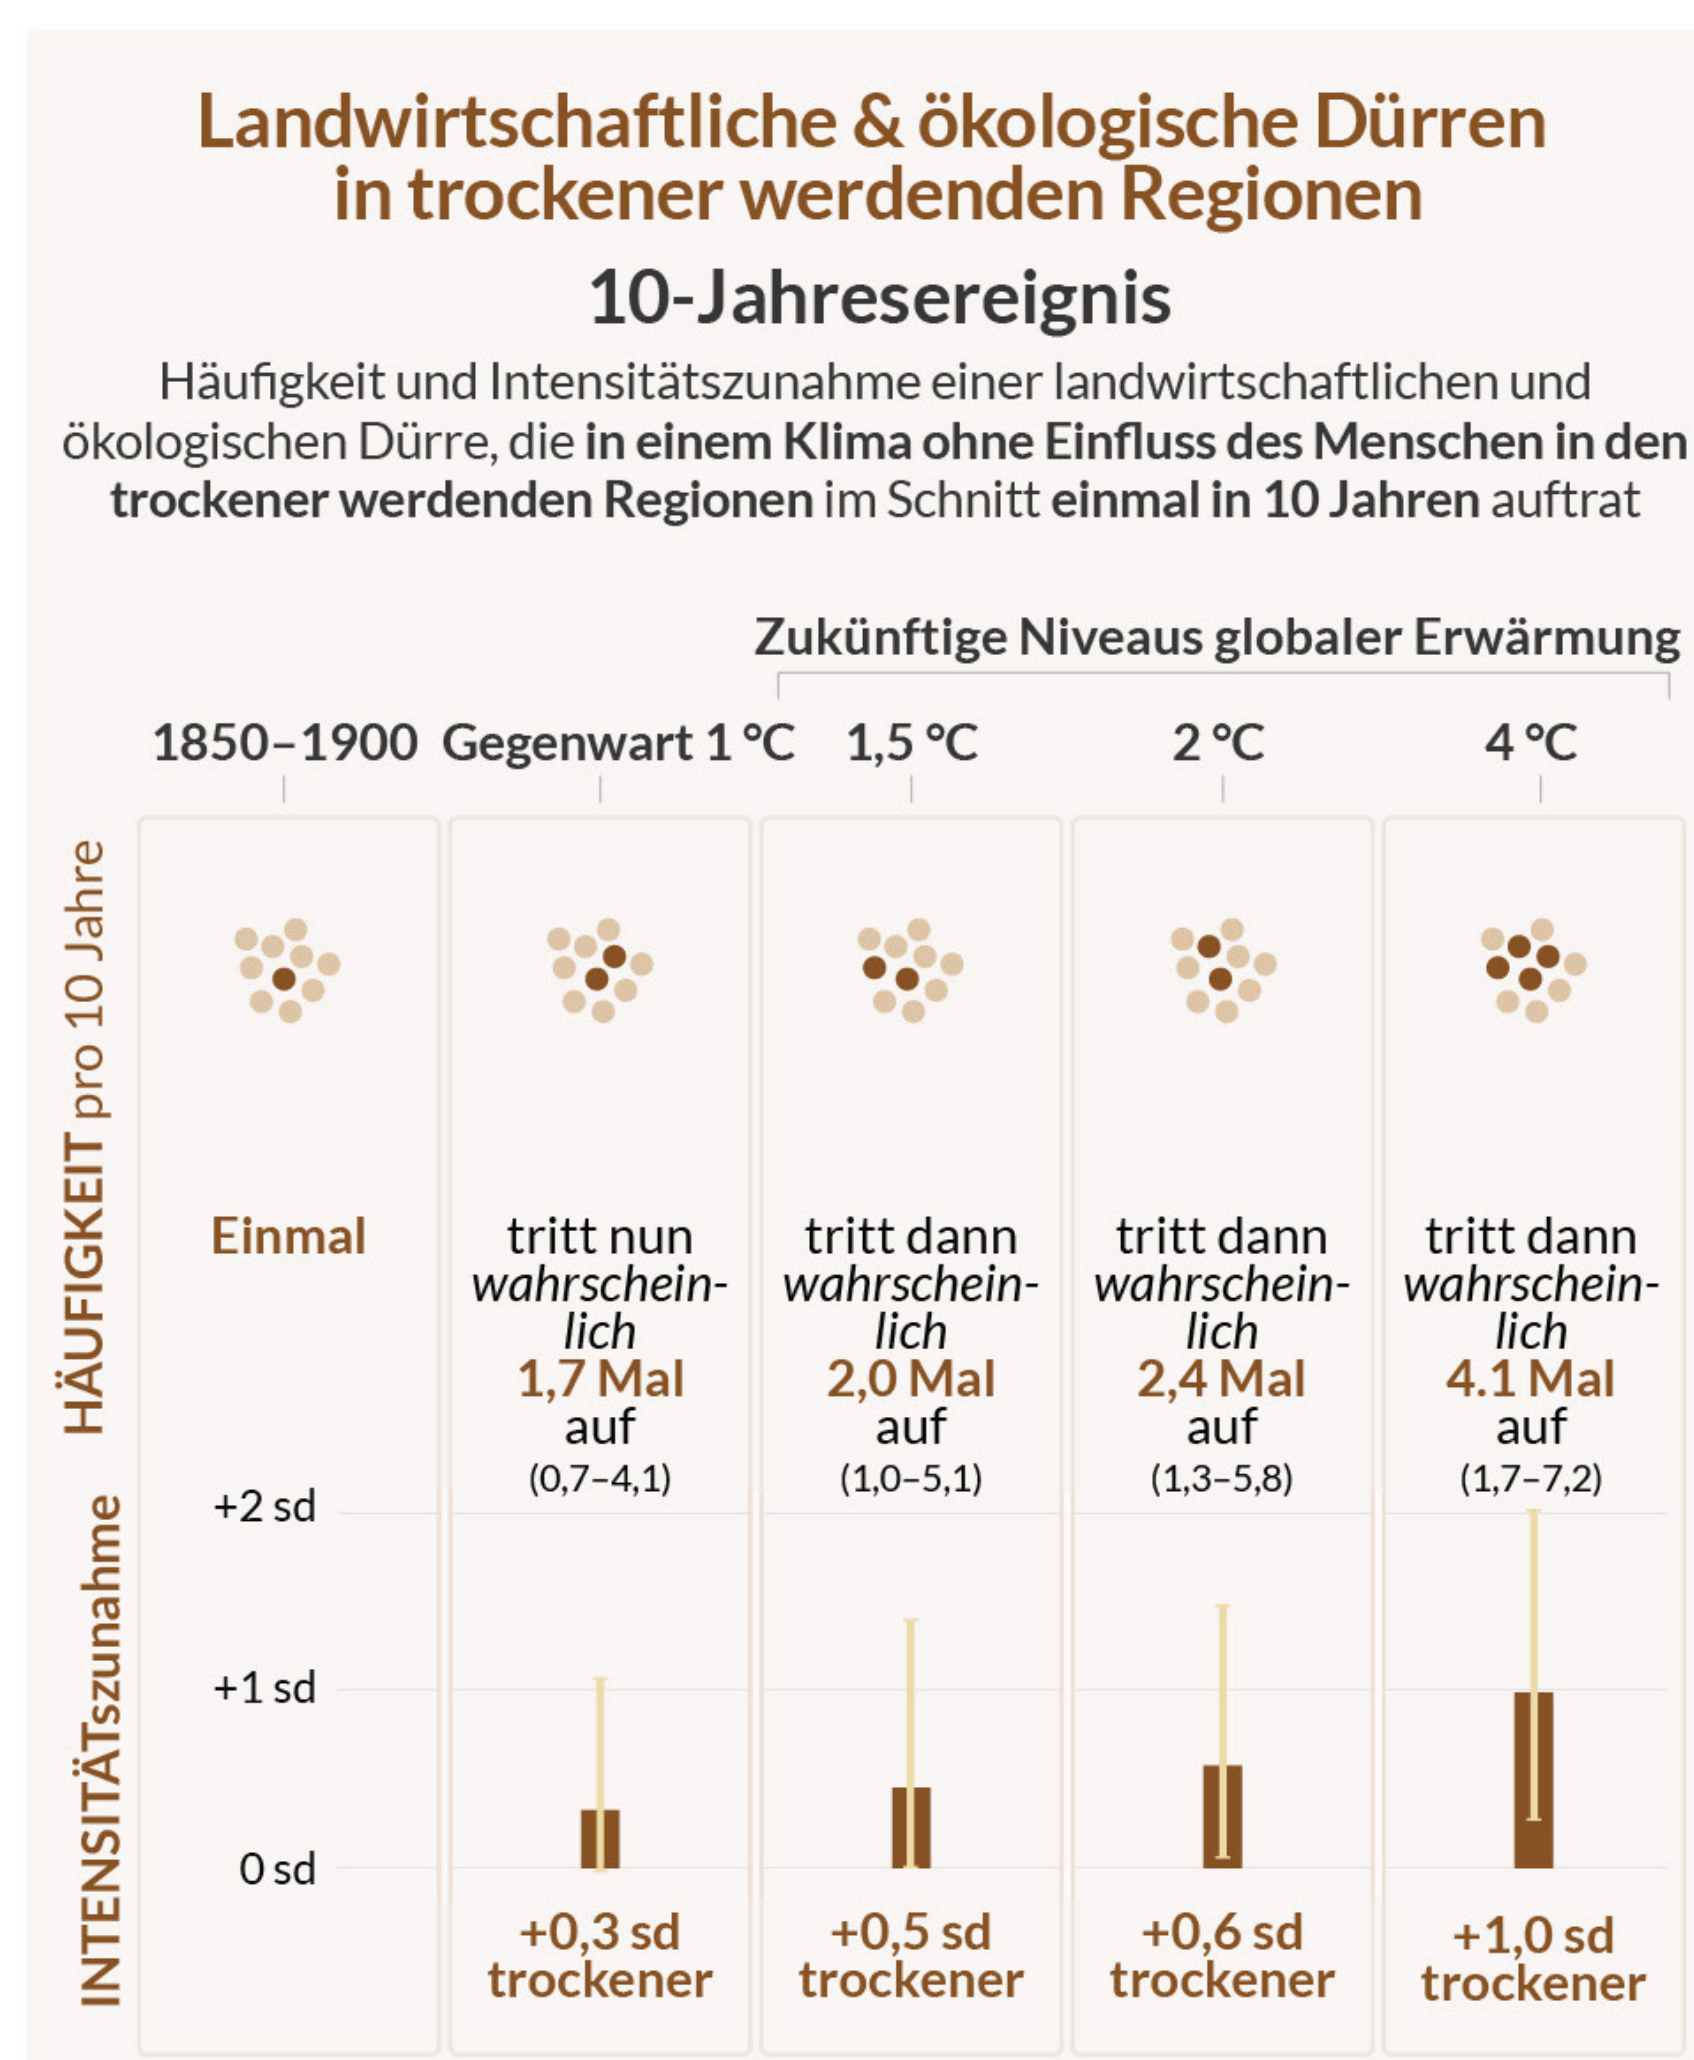 Landwirtschaftliche & ökologische Dürren
in trockener werdenden Regionen
10-Jahresereignis
Häufigkeit und Intensitätszunahme einer landwirtschaftlichen und
ökologischen Dürre, die in einem Klima ohne Einfluss des Menschen in den
trockener werdenden Regionen im Schnitt einmal in 10 Jahren auftrat
Zukünftige Niveaus globaler Erwärmung
1850–1900 Gegenwart 1 °C 1,5 °C 2 °C 4 °C
HÄUFIGKEIT pro 10 Jahre
Einmal
tritt nun
wahrschein-
lich
1,7 Mal
auf
(0,7–4,1)
tritt dann
wahrschein-
lich
2,0 Mal
auf
(1,0–5,1)
tritt dann
wahrschein-
lich
2,4 Mal
auf
(1,3–5,8)
tritt dann
wahrschein-
lich
4.1 Mal
auf
(1,7–7,2)
INTENSITÄTszunahme
+2 sd
+1 sd
0 sd
+0,3 sd
trockener
+0,5 sd
trockener
+0,6 sd
trockener
+1,0 sd
trockener